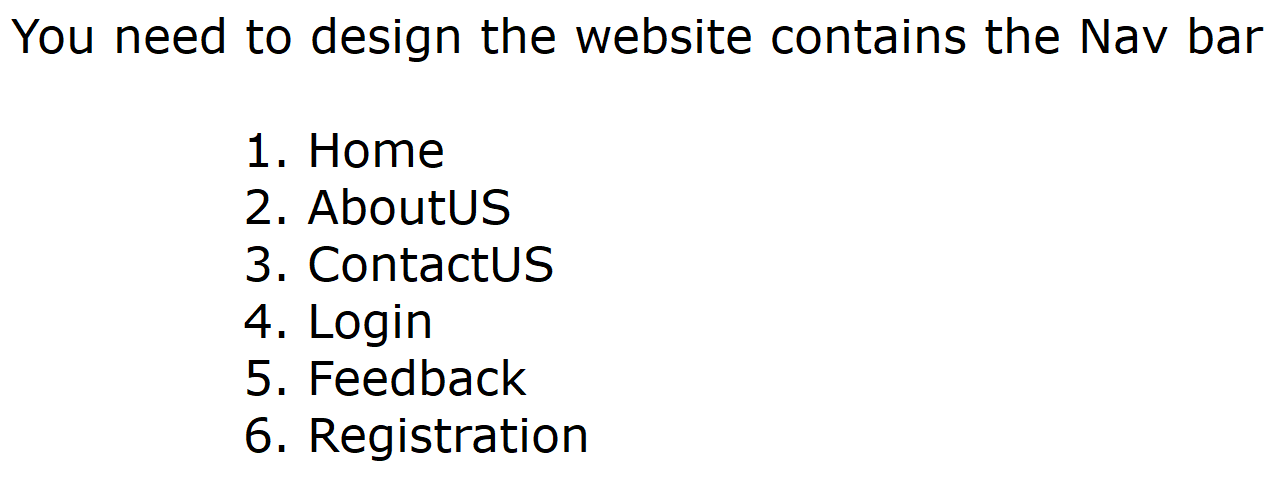 You need to design the website contains the Nav bar
1. Home
2. AboutUS
3. ContactUS
4. Login
5. Feedback
6. Registration